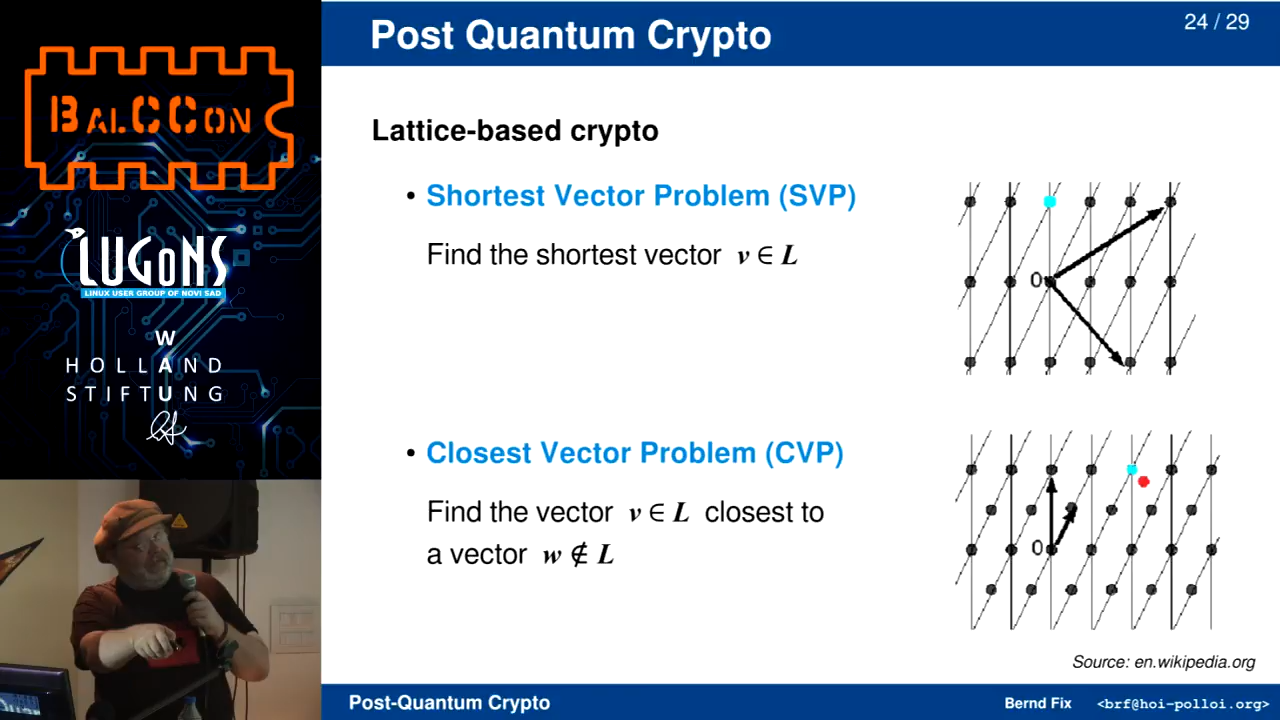 Post Quantum Crypto
24 / 29
BALCCON
LUGONS
LINUX USER GROUP OF NOVI SAD
W
HOLLAND
STIFTUNG
U
Lattice-based crypto
• Shortest Vector Problem (SVP)
Find the shortest vector v ∈ L
0
• Closest Vector Problem (CVP)
Find the vector v ∈ L closest to
a vector w ∉ L
0
Source: en.wikipedia.org
Post-Quantum Crypto
Bernd Fix
<brf@hoi-polloi.org>